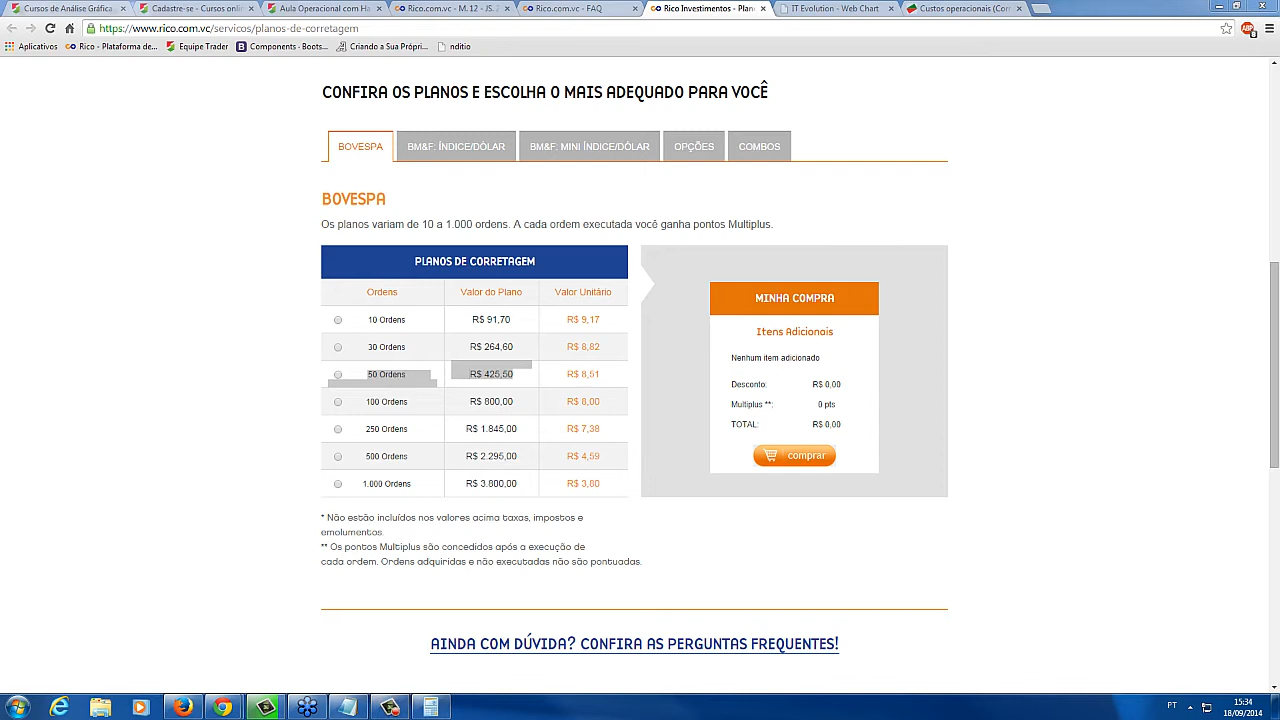 Cursos de Análise Gráfica
Cadastre-se - Cursos onlin
Aula Operacional com Ha
Rico.com.vc - M. 12 - JS. 2
Rico.com.vc - FAQ
Rico Investimentos - Plan
IT Evolution - Web Chart
Custos operacionais (Cor
https://www.rico.com.vc/servicos/planos-de-corretagem
Aplicativos
Rico - Plataforma de...
Equipe Trader
Components · Boots...
Criando a Sua Própri...
nditio
CONFIRA OS PLANOS E ESCOLHA O MAIS ADEQUADO PARA VOCÊ
BOVESPA
BM&F: ÍNDICE/DÓLAR
BM&F: MINI ÍNDICE/DÓLAR
OPÇÕES
COMBOS
BOVESPA
Os planos variam de 10 a 1.000 ordens. A cada ordem executada você ganha pontos Multiplus.
PLANOS DE CORRETAGEM
Ordens Valor do Plano Valor Unitário
10 Ordens R$ 91,70 R$ 9,17
30 Ordens R$ 264,60 R$ 8,82
50 Ordens R$ 425,50 R$ 8,51
100 Ordens R$ 800,00 R$ 8,00
250 Ordens R$ 1.845,00 R$ 7,38
500 Ordens R$ 2.295,00 R$ 4,59
1.000 Ordens R$ 3.800,00 R$ 3,80
MINHA COMPRA
Itens Adicionais
Nenhum item adicionado
Desconto: R$ 0,00
Multiplus **: 0 pts
TOTAL: R$ 0,00
comprar
* Não estão incluídos nos valores acima taxas, impostos e
emolumentos
** Os pontos Multiplus são concedidos após a execução de
cada ordem. Ordens adquiridas e não executadas não são pontuadas.
AINDA COM DÚVIDA? CONFIRA AS PERGUNTAS FREQUENTES!
PT
15:34
18/09/2014